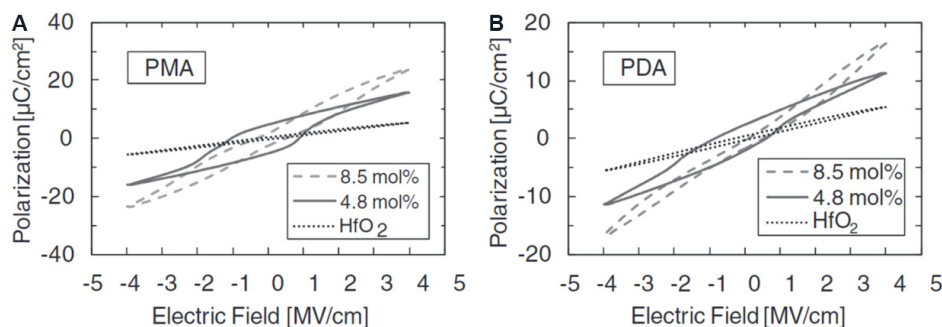 A
Polarization [µC/cm²]
40
20
0
-20
-40
PMA
8.5 mol%
4.8 mol%
HfO2
-5 -4 -3 -2 -1 0 1 2 3 4 5
Electric Field [MV/cm]
B
Polarization [µC/cm²]
20
10
0
-10
-20
PDA
8.5 mol%
4.8 mol%
HfO2
-5 -4 -3 -2 -1 0 1 2 3 4 5
Electric Field [MV/cm]